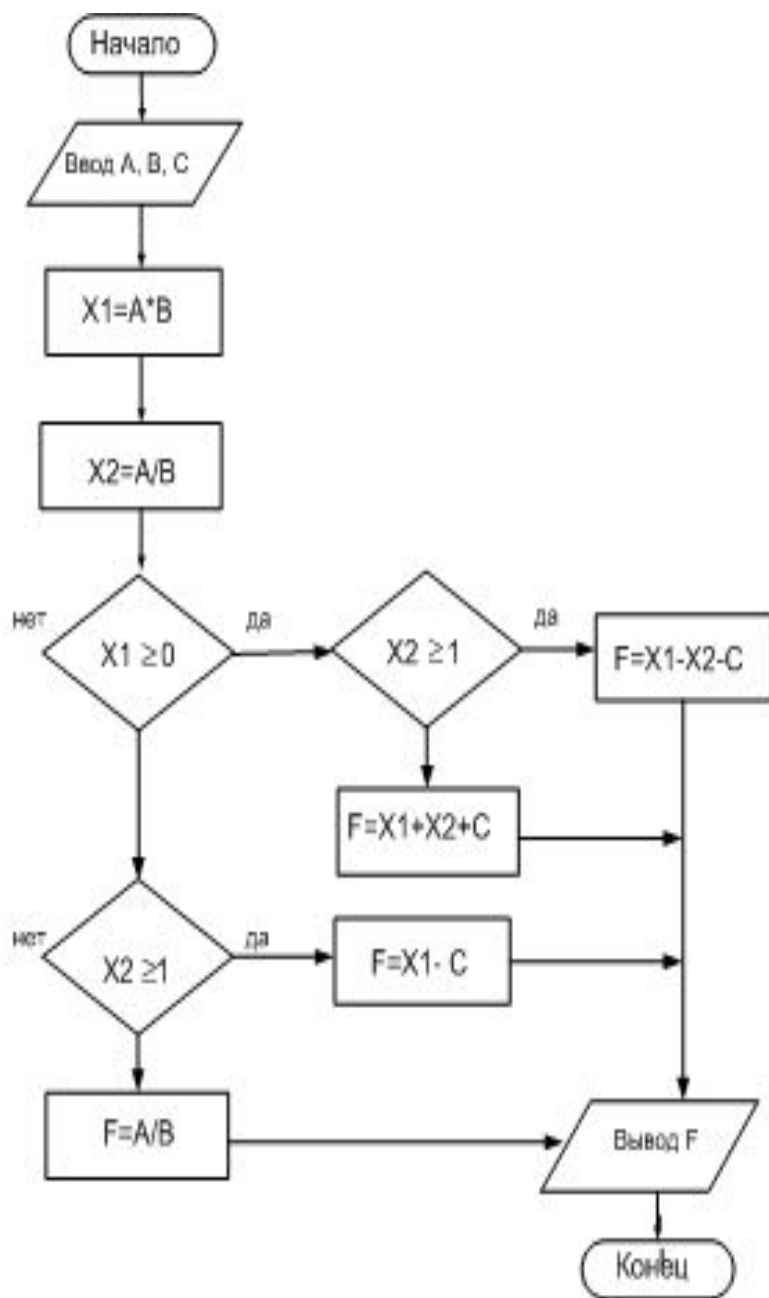 Начало
Ввод A, B, C
X1=A*B
X2=A/B
нет
X1 ≥0
да
X2 ≥1
да
F=X1-X2-C
F=X1+X2+C
нет
X2 ≥1
да
F=X1- C
F=A/B
Вывод F
Конец